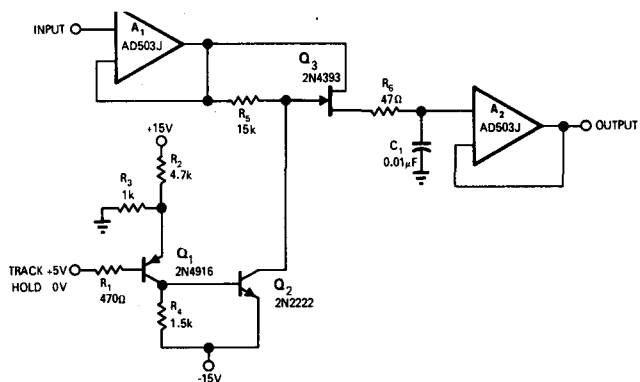 INPUT
A1
AD503J
Q3
2N4393
R5
15k
R6
47Ω
C1
0.01µF
A2
AD503J
OUTPUT
+15V
R2
4.7k
R3
1k
Q1
2N4916
TRACK +5V
HOLD 0V
R1
470Ω
R4
1.5k
Q2
2N2222
-15V